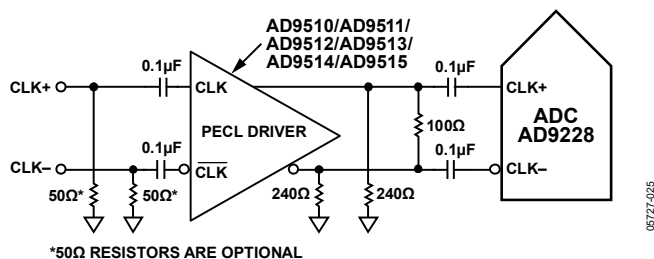 AD9510/AD9511/
AD9512/AD9513/
AD9514/AD9515
0.1µF
0.1µF
CLK+
CLK
CLK+
ADC
AD9228
PECL DRIVER
100Ω
0.1µF
0.1µF
CLK–
CLK
CLK–
50Ω*
50Ω*
240Ω
240Ω
*50Ω RESISTORS ARE OPTIONAL
05727-025